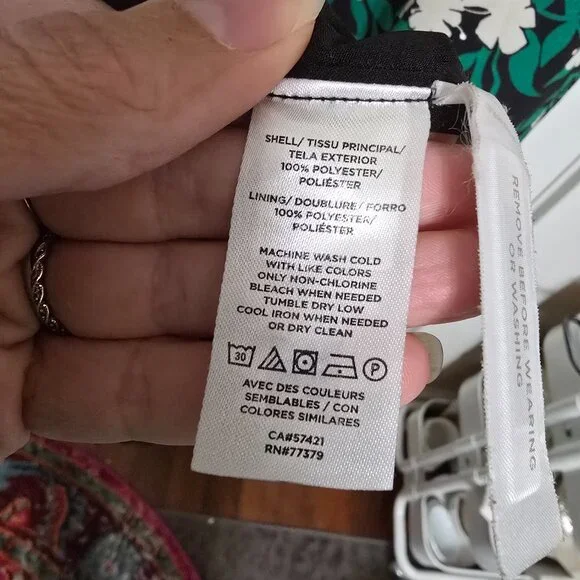 SHELL/ TISSU PRINCIPAL/
TELA EXTERIOR
100% POLYESTER/
POLIÉSTER
LINING/ DOUBLURE/ FORRO
100% POLYESTER/
POLIÉSTER
MACHINE WASH COLD
WITH LIKE COLORS
ONLY NON-CHLORINE
BLEACH WHEN NEEDED
TUMBLE DRY LOW
COOL IRON WHEN NEEDED
OR DRY CLEAN
30 P
AVEC DES COULEURS
SEMBLABLES / CON
COLORES SIMILARES
CA#57421
RN#77379
REMOVE BEFORE WEARING
OR WASHING